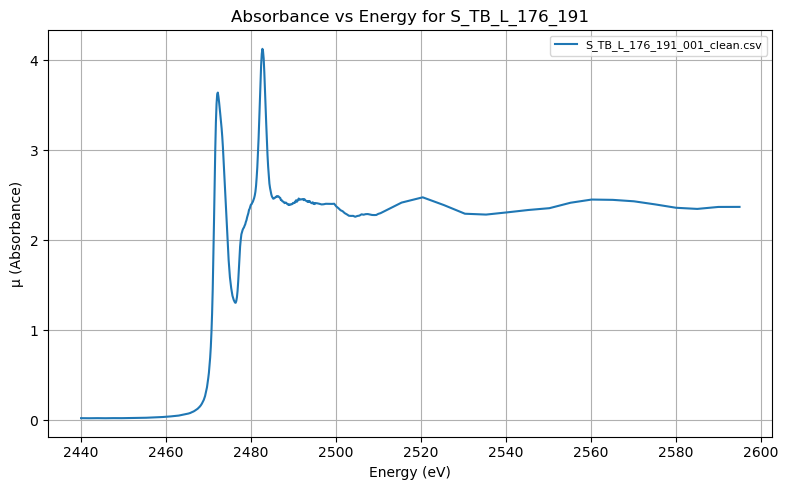 Absorbance vs Energy for S_TB_L_176_191
S_TB_L_176_191_001_clean.csv
4
3
2
1
0
μ (Absorbance)
2440 2460 2480 2500 2520 2540 2560 2580 2600
Energy (eV)